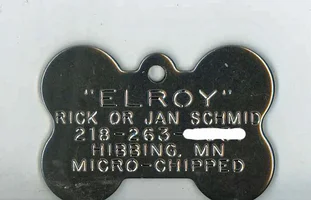 "ELROY"
RICK OR JAN SCHMID
218-263-
HIBBING, MN
MICRO-CHIPPED